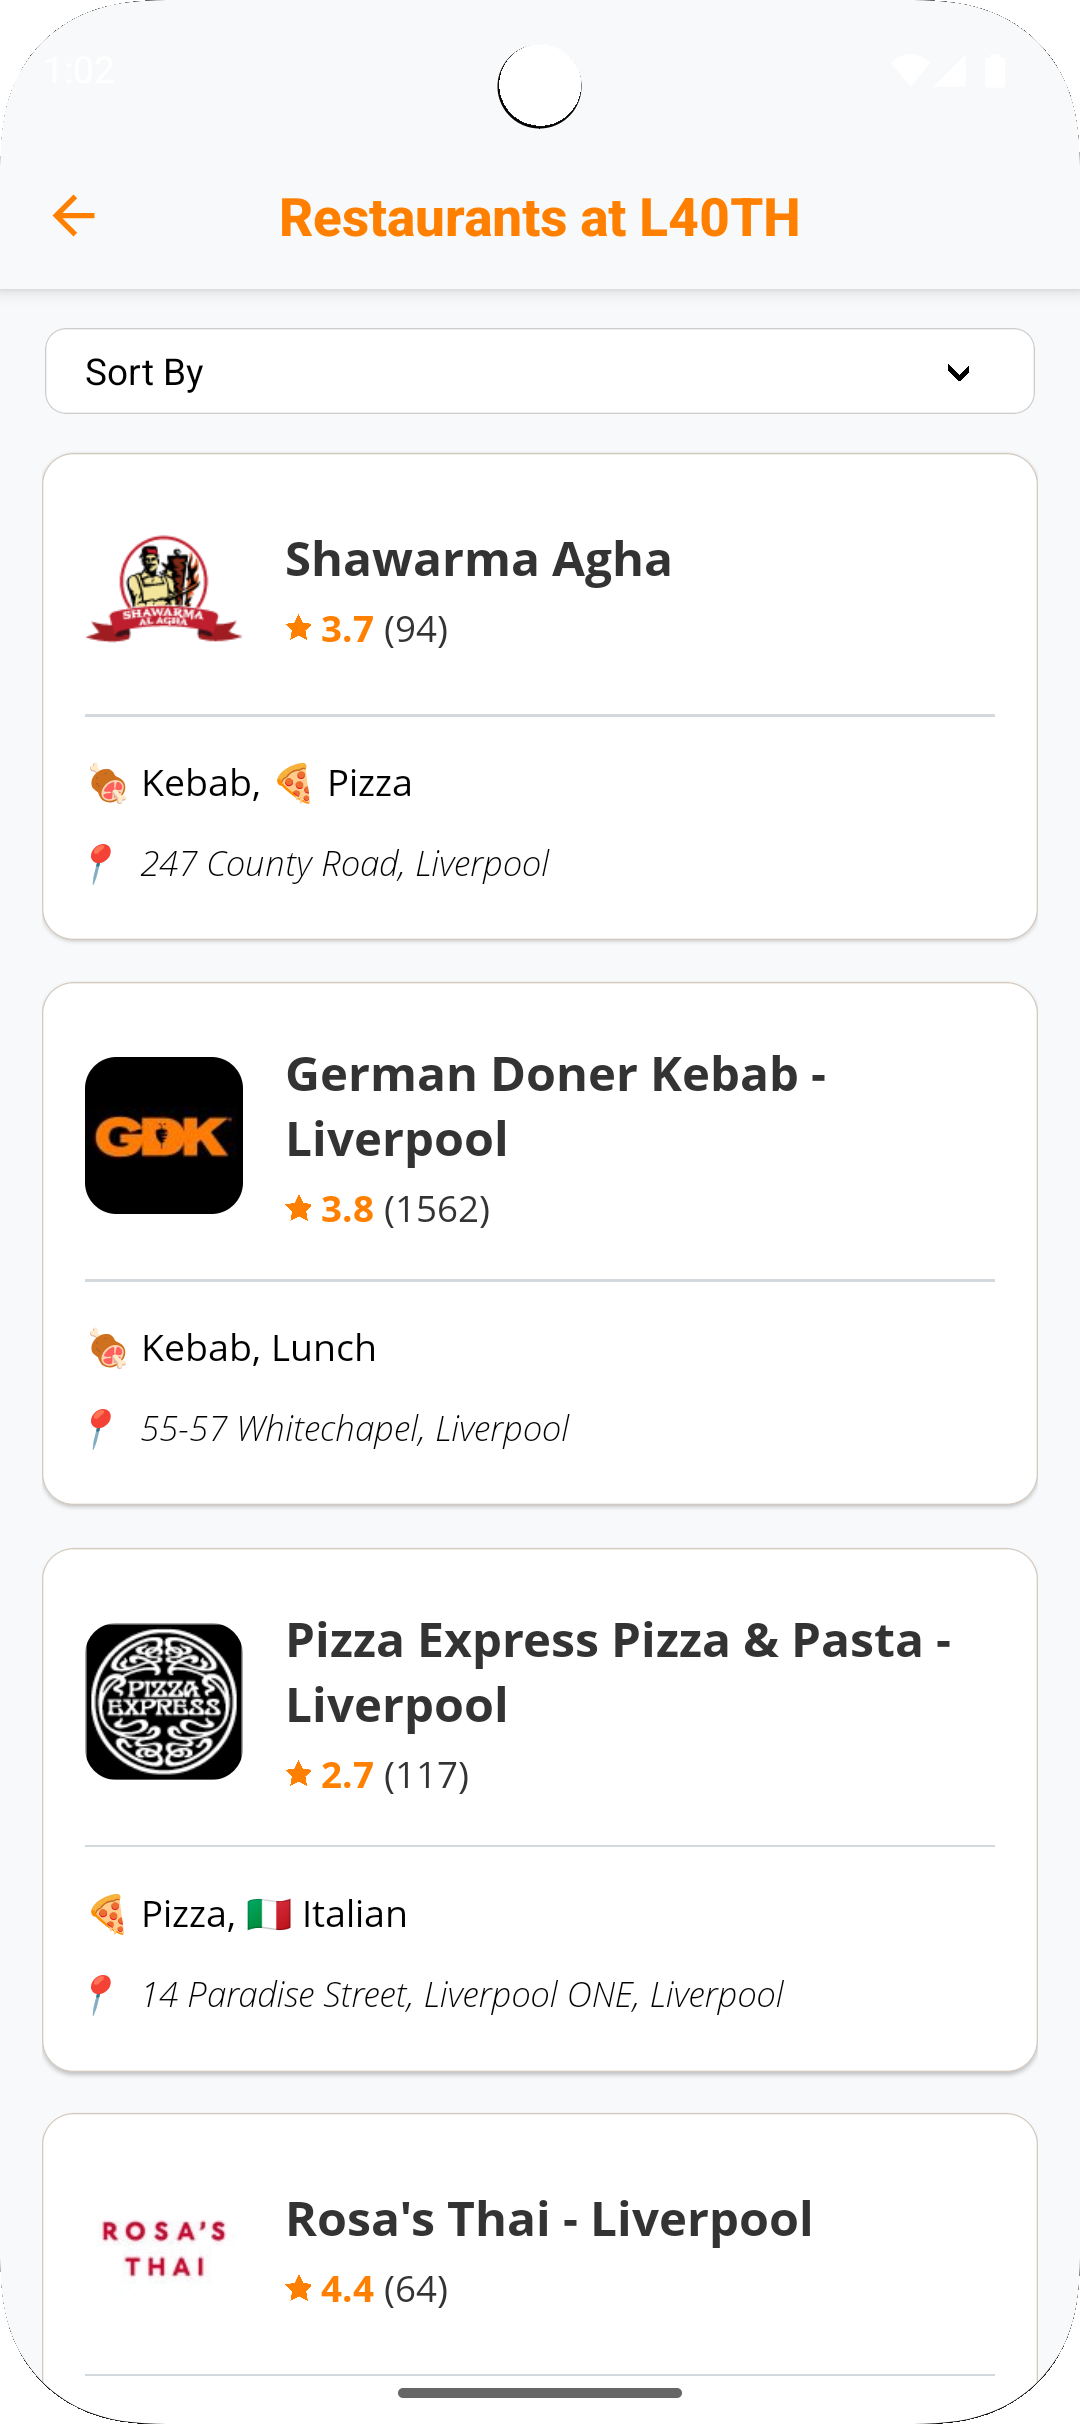 1:02
Restaurants at L40TH
Sort By
SHAWARMA
AL AGHA
Shawarma Agha
3.7 (94)
Kebab, Pizza
247 County Road, Liverpool
GDK
German Doner Kebab -
Liverpool
3.8 (1562)
Kebab, Lunch
55-57 Whitechapel, Liverpool
PIZZA
EXPRESS
Pizza Express Pizza & Pasta -
Liverpool
2.7 (117)
Pizza, Italian
14 Paradise Street, Liverpool ONE, Liverpool
ROSA'S
THAI
Rosa's Thai - Liverpool
4.4 (64)